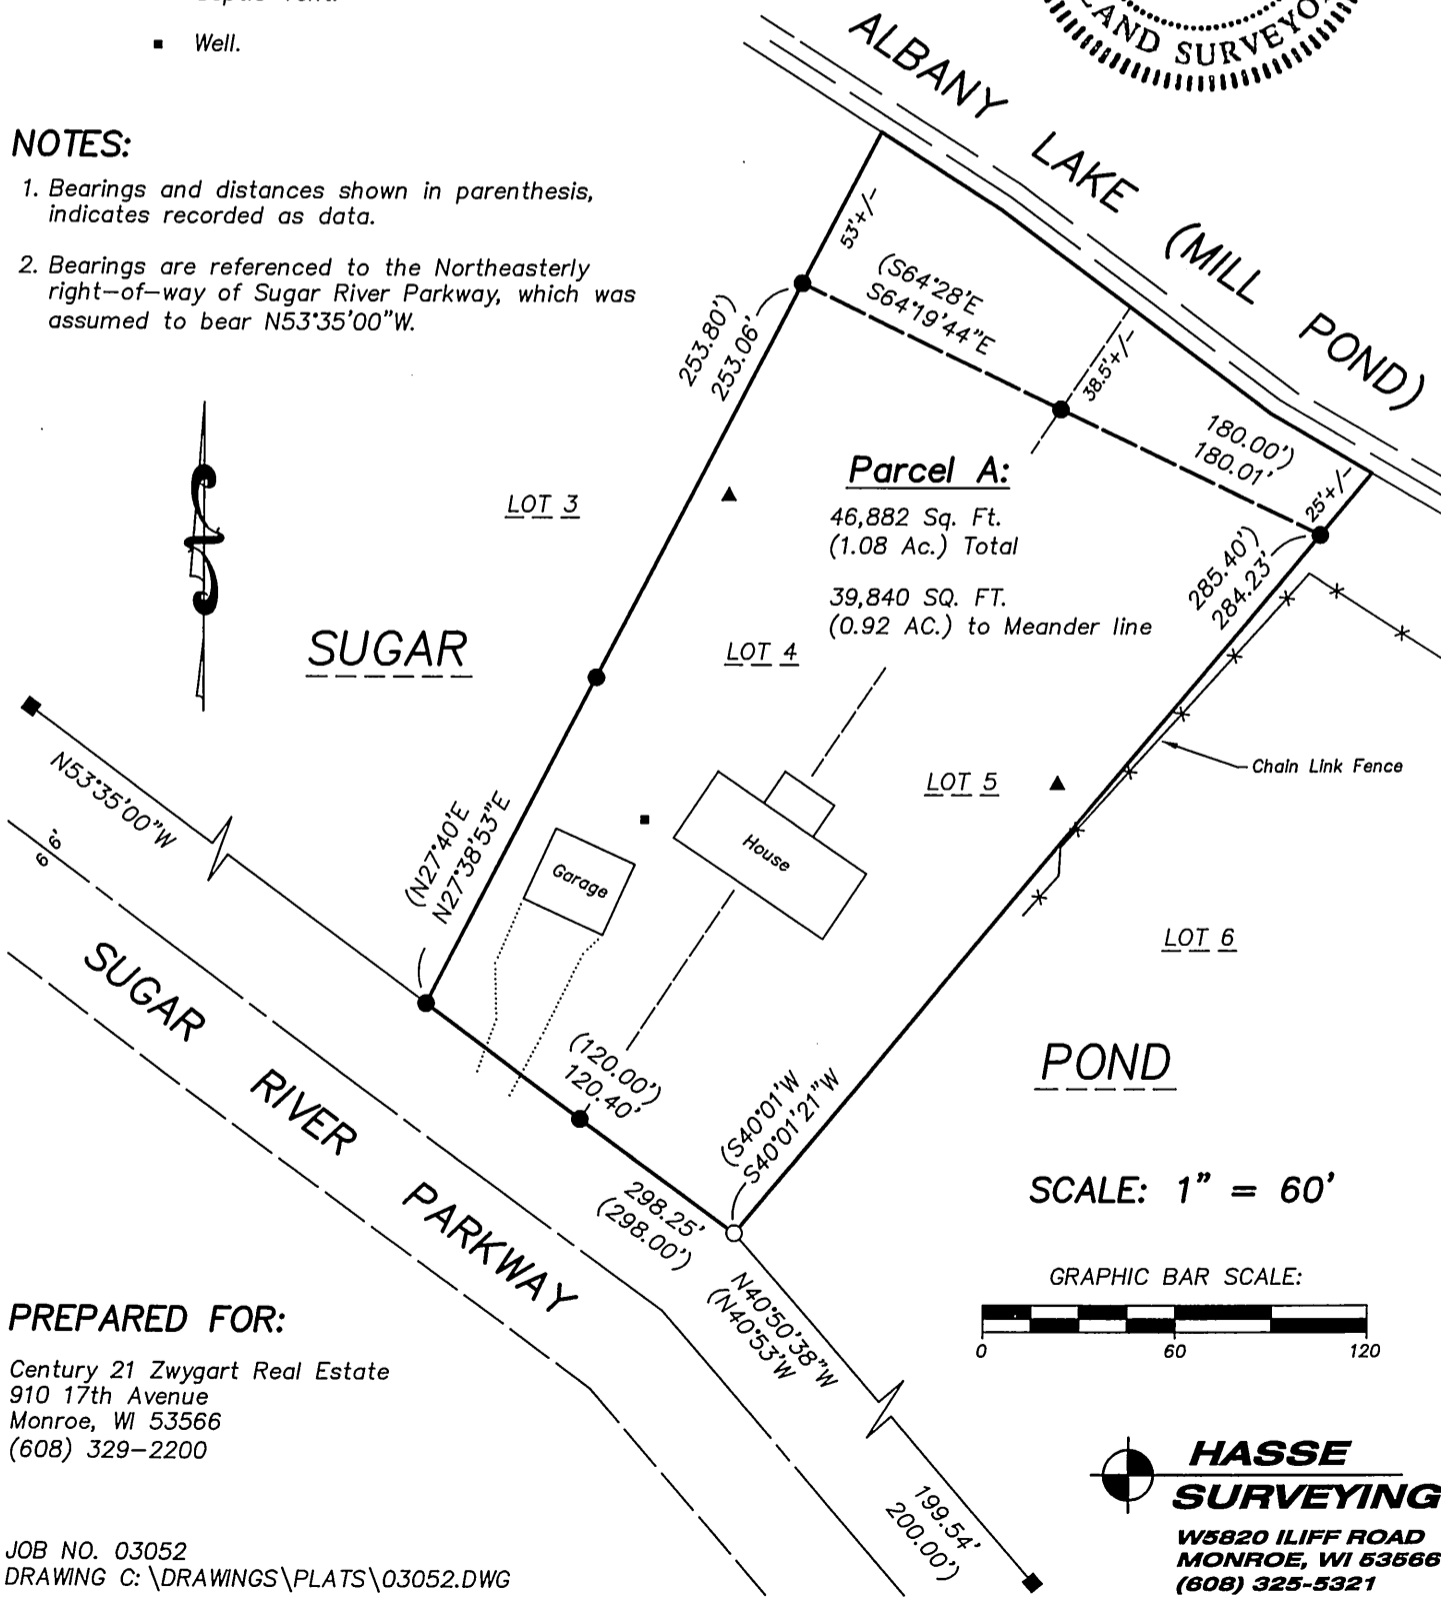 ■ Well.
LAND SURVEYOR
NOTES:
1. Bearings and distances shown in parenthesis,
indicates recorded as data.
2. Bearings are referenced to the Northeasterly
right-of-way of Sugar River Parkway, which was
assumed to bear N53°35'00"W.
ALBANY LAKE (MILL POND)
53'+/-
(S64°28'E
S64°19'44"E
38.5'+/-
180.00')
180.01'
25'+/-
253.80')
253.06'
285.40')
284.23'
Parcel A:
46,882 Sq. Ft.
(1.08 Ac.) Total
39,840 SQ. FT.
(0.92 AC.) to Meander line
LOT 3
SUGAR
LOT 4
LOT 5
Chain Link Fence
House
Garage
LOT 6
POND
N53°35'00"W
66'
(N27°40'E
N27°38'53"E
(120.00')
120.40'
(S40°01'W
S40°01'21"W
SUGAR RIVER PARKWAY
298.25'
(298.00')
N40°50'38"W
(N40°53'W
199.54'
200.00')
SCALE: 1" = 60'
GRAPHIC BAR SCALE:
0 60 120
PREPARED FOR:
Century 21 Zwygart Real Estate
910 17th Avenue
Monroe, WI 53566
(608) 329-2200
JOB NO. 03052
DRAWING C:\DRAWINGS\PLATS\03052.DWG
HASSE
SURVEYING
W5820 ILIFF ROAD
MONROE, WI 53566
(608) 325-5321